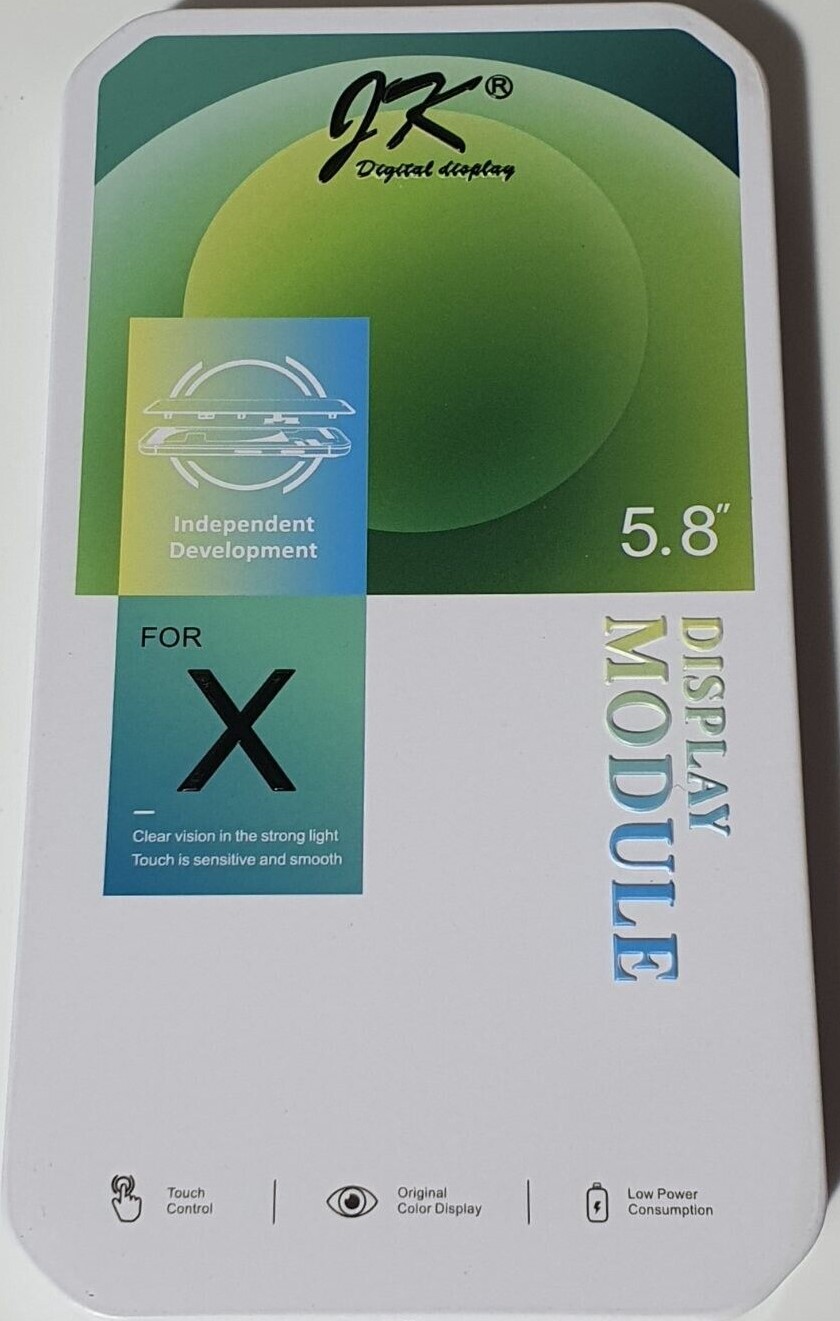 JK®
Digital display
Independent
Development
5.8″
FOR
X
Clear vision in the strong light
Touch is sensitive and smooth
DISPLAY
MODULE
Touch
Control
Original
Color Display
Low Power
Consumption